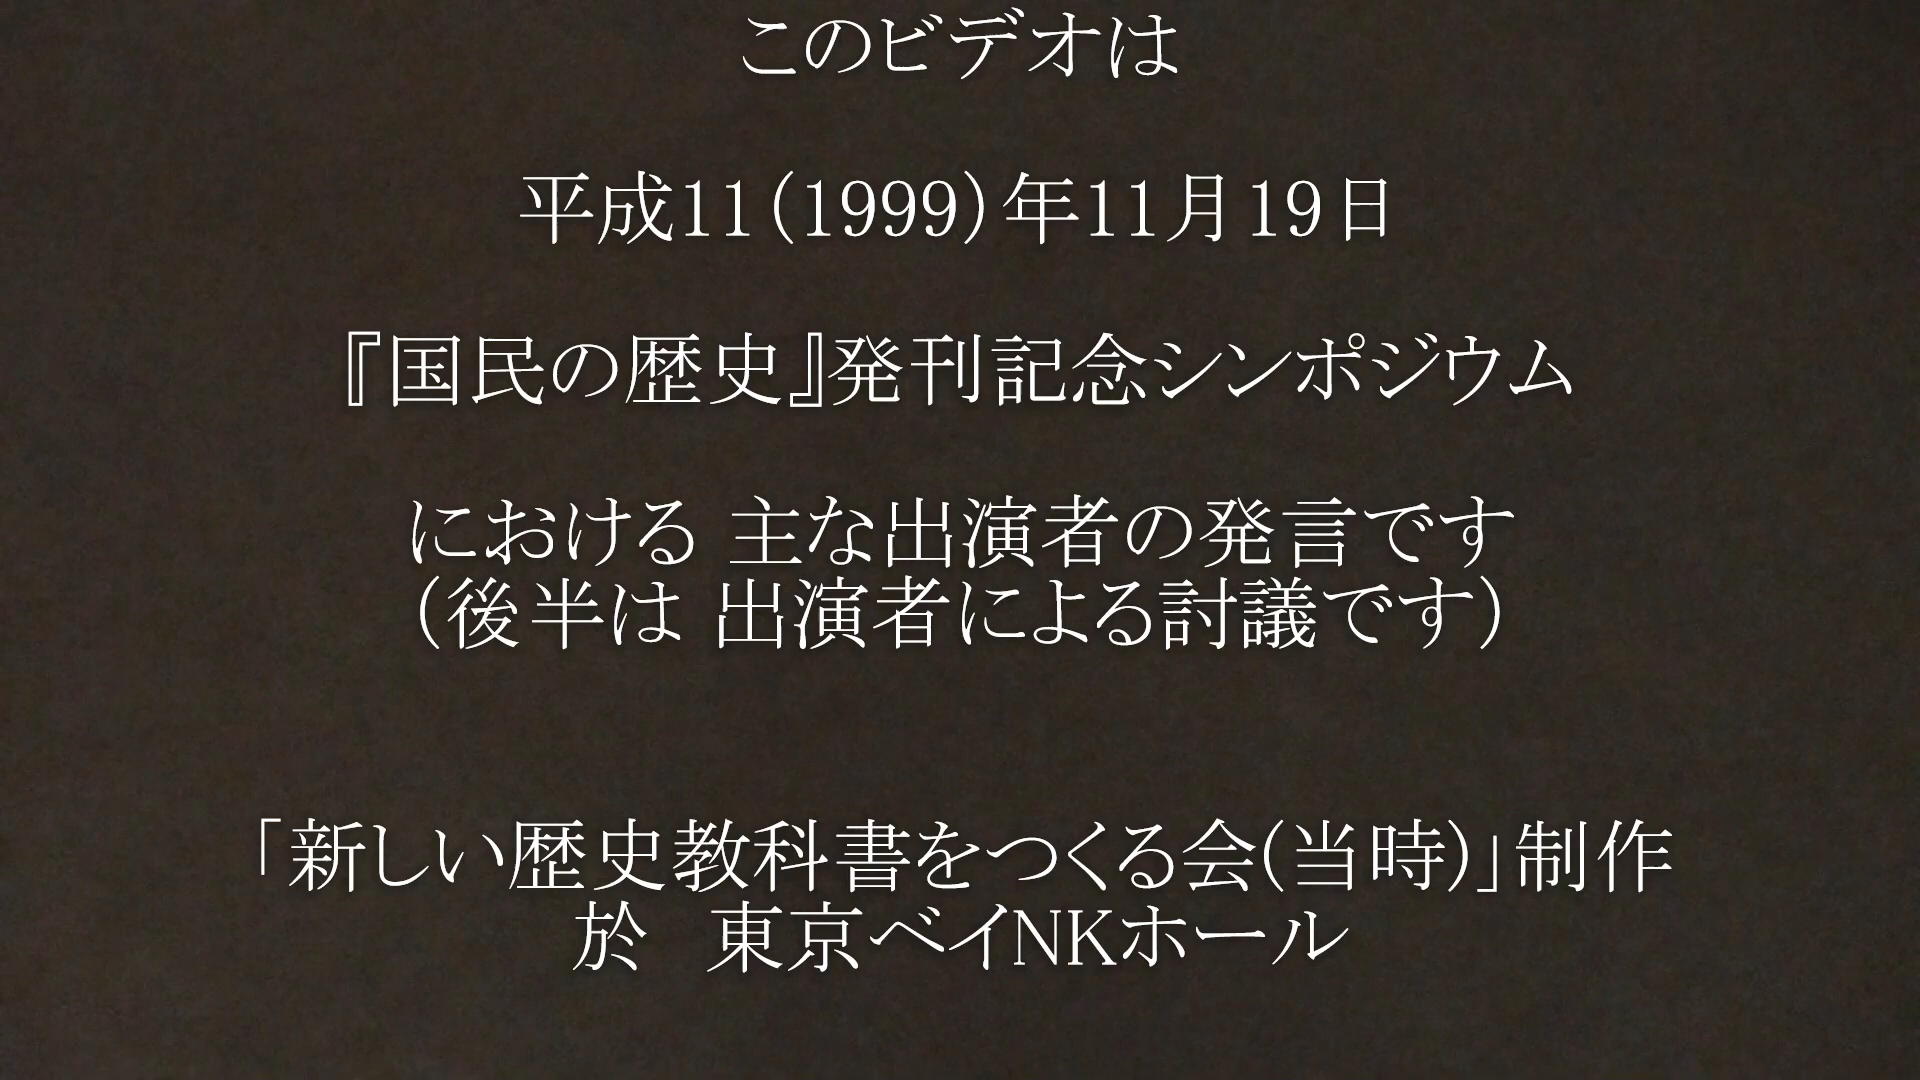 このビデオは
平成11(1999)年11月19日
『国民の歴史』発刊記念シンポジウム
における 主な出演者の発言です
(後半は 出演者による討議です)
「新しい歴史教科書をつくる会(当時)」制作
於　東京ベイNKホール